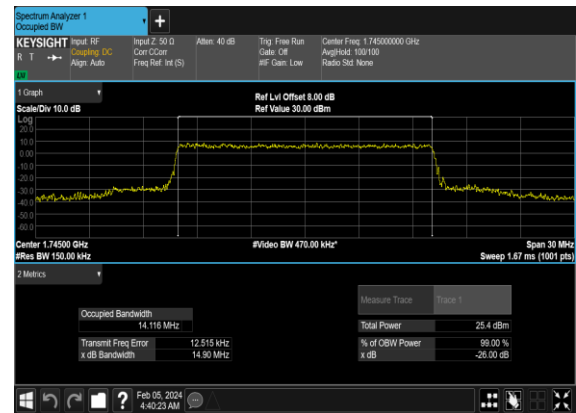 Spectrum Analyzer 1
Occupied BW
KEYSIGHT Input: RF Input Z: 50 Ω Atten: 40 dB Trig: Free Run Center Freq: 1.745000000 GHz
R T Coupling: DC Corr CCorr Gate: Off Avg|Hold: 100/100
Align: Auto Freq Ref: Int (S) #IF Gain: Low Radio Std: None
LW
1 Graph Ref Lvl Offset 8.00 dB
Scale/Div 10.0 dB Ref Value 30.00 dBm
Log
20.0
10.0
0.00
-10.0
-20.0
-30.0
-40.0
-50.0
-60.0
Center 1.74500 GHz #Video BW 470.00 kHz* Span 30 MHz
#Res BW 150.00 kHz Sweep 1.67 ms (1001 pts)
2 Metrics
Measure Trace Trace 1
Occupied Bandwidth
14.116 MHz Total Power 25.4 dBm
Transmit Freq Error 12.515 kHz % of OBW Power 99.00 %
x dB Bandwidth 14.90 MHz x dB -26.00 dB
? Feb 05, 2024
4:40:23 AM